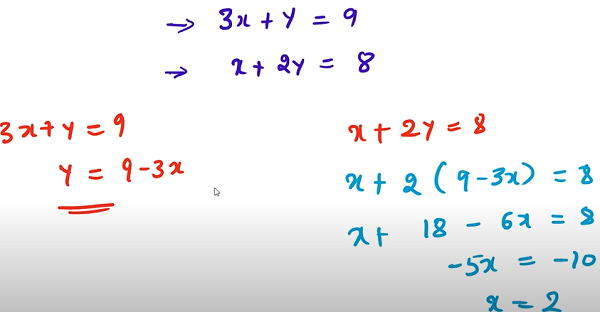 → 3x + y = 9
→ x + 2y = 8
3x + y = 9
y = 9 - 3x
x + 2y = 8
x + 2 (9 - 3x) = 8
x + 18 - 6x = 8
-5x = -10
x = 2